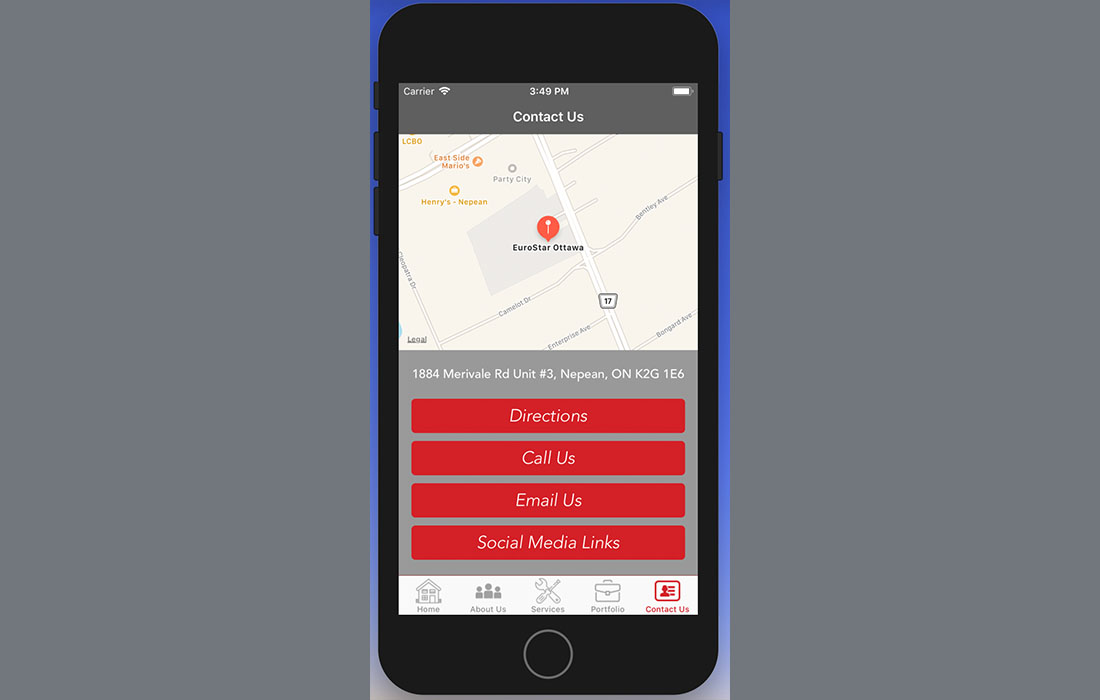 Carrier
3:49 PM
Contact Us
LCBO
East Side
Mario's
Party City
Henry's - Nepean
Bentley Ave
EuroStar Ottawa
Cleopatra Dr
17
Camelot Dr
Enterprise Ave
Bongard Ave
Legal
1884 Merivale Rd Unit #3, Nepean, ON K2G 1E6
Directions
Call Us
Email Us
Social Media Links
Home
About Us
Services
Portfolio
Contact Us